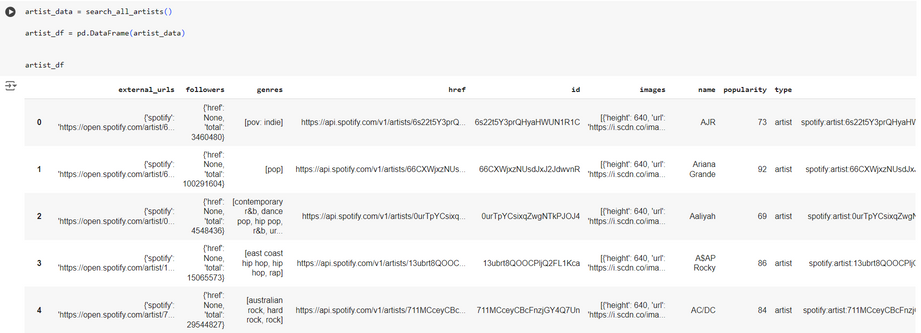 artist_data = search_all_artists()
artist_df = pd.DataFrame(artist_data)
artist_df
external_urls followers genres href id images name popularity type
0 {'spotify': 'https://open.spotify.com/artist/6... {'href': None, 'total': 3460480} [pov: indie] https://api.spotify.com/v1/artists/6s22t5Y3prQ... 6s22t5Y3prQHyaHWUN1R1C [{'height': 640, 'url': 'https://i.scdn.co/ima... AJR 73 artist spotify:artist:6s22t5Y3prQHyaHWU
1 {'spotify': 'https://open.spotify.com/artist/6... {'href': None, 'total': 100291604} [pop] https://api.spotify.com/v1/artists/66CXWjxzNUs... 66CXWjxzNUsdJxJ2JdwvnR [{'height': 640, 'url': 'https://i.scdn.co/ima... Ariana Grande 92 artist spotify:artist:66CXWjxzNUsdJxJ
2 {'spotify': 'https://open.spotify.com/artist/0... {'href': None, 'total': 4548436} [contemporary r&b, dance pop, hip pop, r&b, ur... https://api.spotify.com/v1/artists/0urTpYCsixq... 0urTpYCsixqZwgNTkPJOJ4 [{'height': 640, 'url': 'https://i.scdn.co/ima... Aaliyah 69 artist spotify:artist:0urTpYCsixqZwgN
3 {'spotify': 'https://open.spotify.com/artist/1... {'href': None, 'total': 15065573} [east coast hip hop, hip hop, rap] https://api.spotify.com/v1/artists/13ubrt8QOOC... 13ubrt8QOOCPljQ2FL1Kca [{'height': 640, 'url': 'https://i.scdn.co/ima... A$AP Rocky 86 artist spotify:artist:13ubrt8QOOCPljQ
4 {'spotify': 'https://open.spotify.com/artist/7... {'href': None, 'total': 29544827} [australian rock, hard rock, rock] https://api.spotify.com/v1/artists/711MCceyCBc... 711MCceyCBcFnzjGY4Q7Un [{'height': 640, 'url': 'https://i.scdn.co/ima... AC/DC 84 artist spotify:artist:711MCceyCBcFnzj